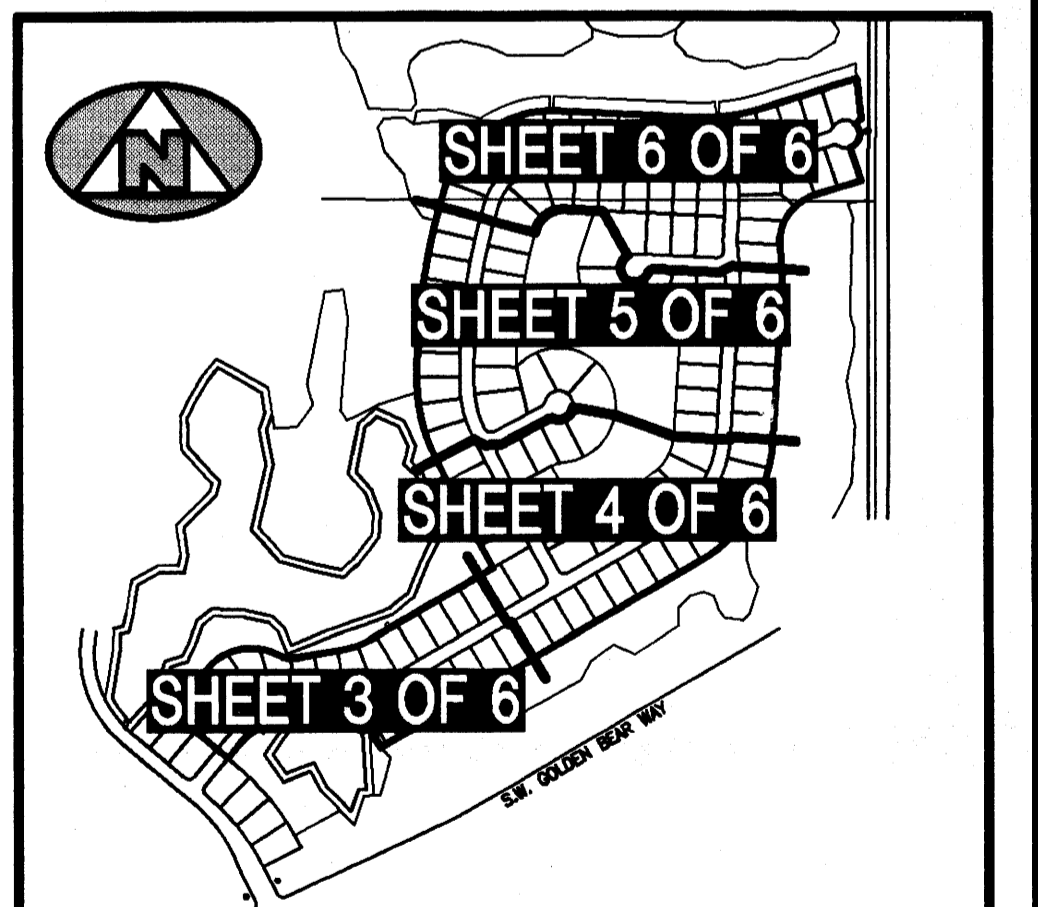 N
SHEET 6 OF 6
SHEET 5 OF 6
SHEET 4 OF 6
SHEET 3 OF 6
S.W. GOLDEN BEAR WAY